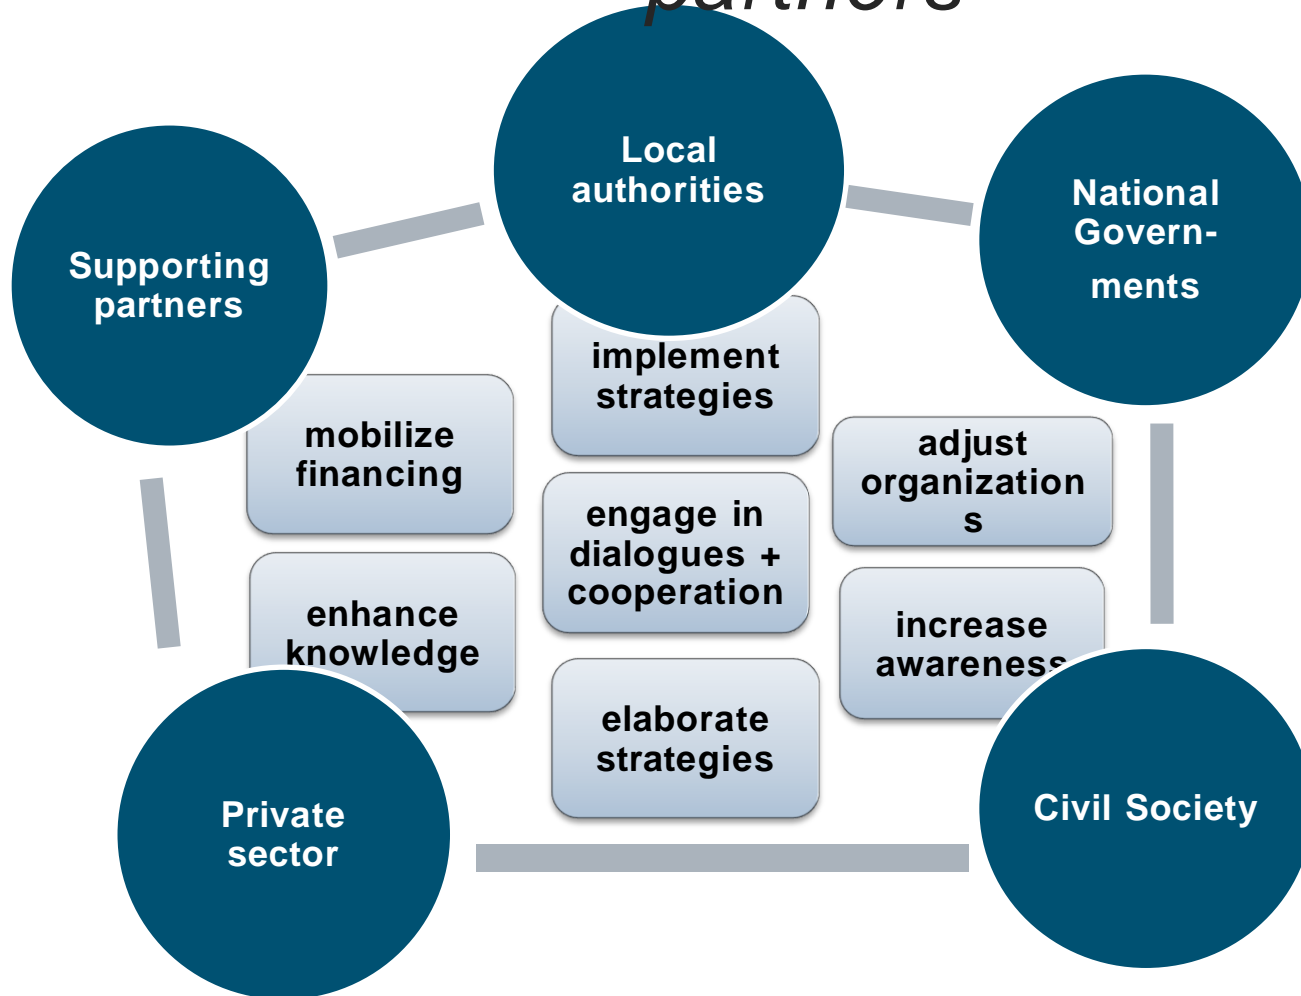 partners
Local
authorities
National
Govern-
ments
Supporting
partners
implement
strategies
mobilize
financing
adjust
organization
s
engage in
dialogues +
cooperation
enhance
knowledge
increase
awareness
elaborate
strategies
Private
sector
Civil Society